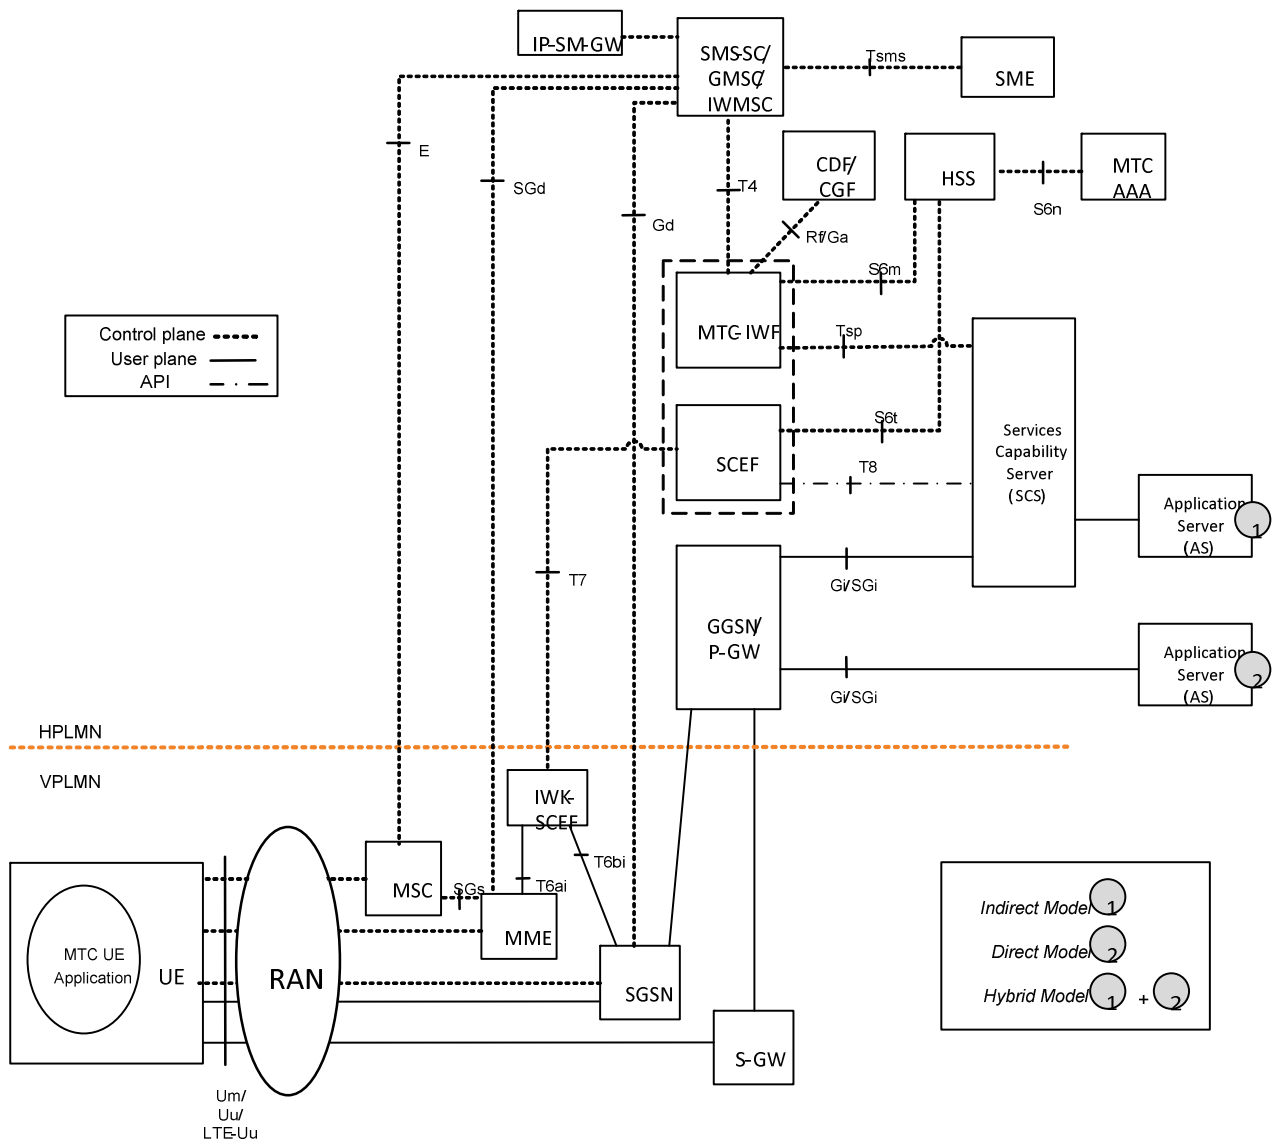 IP-SM-GW
SMS-SC/
GMSC/
IWMSC
Tsms
SME
E
SGd
Gd
T4
CDF/
CGF
Rf/Ga
HSS
S6n
MTC
AAA
S6m
MTC-IWF
Tsp
Control plane
User plane
API
S6t
SCEF
T8
Services
Capability
Server
(SCS)
Application
Server
(AS)
1
T7
Gi/SGi
GGSN/
P-GW
Gi/SGi
Application
Server
(AS)
2
HPLMN
VPLMN
IWK-
SCEF
T6bi
T6ai
MSC
SGs
MME
MTC UE
Application
UE
RAN
SGSN
S-GW
Um/
Uu/
LTE-Uu
Indirect Model 1
Direct Model 2
Hybrid Model 1 + 2